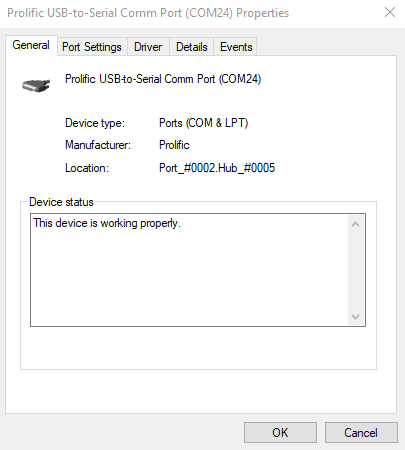 Prolific USB-to-Serial Comm Port (COM24) Properties
General Port Settings Driver Details Events
Prolific USB-to-Serial Comm Port (COM24)
Device type: Ports (COM & LPT)
Manufacturer: Prolific
Location: Port_#0002.Hub_#0005
Device status
This device is working properly.
OK Cancel